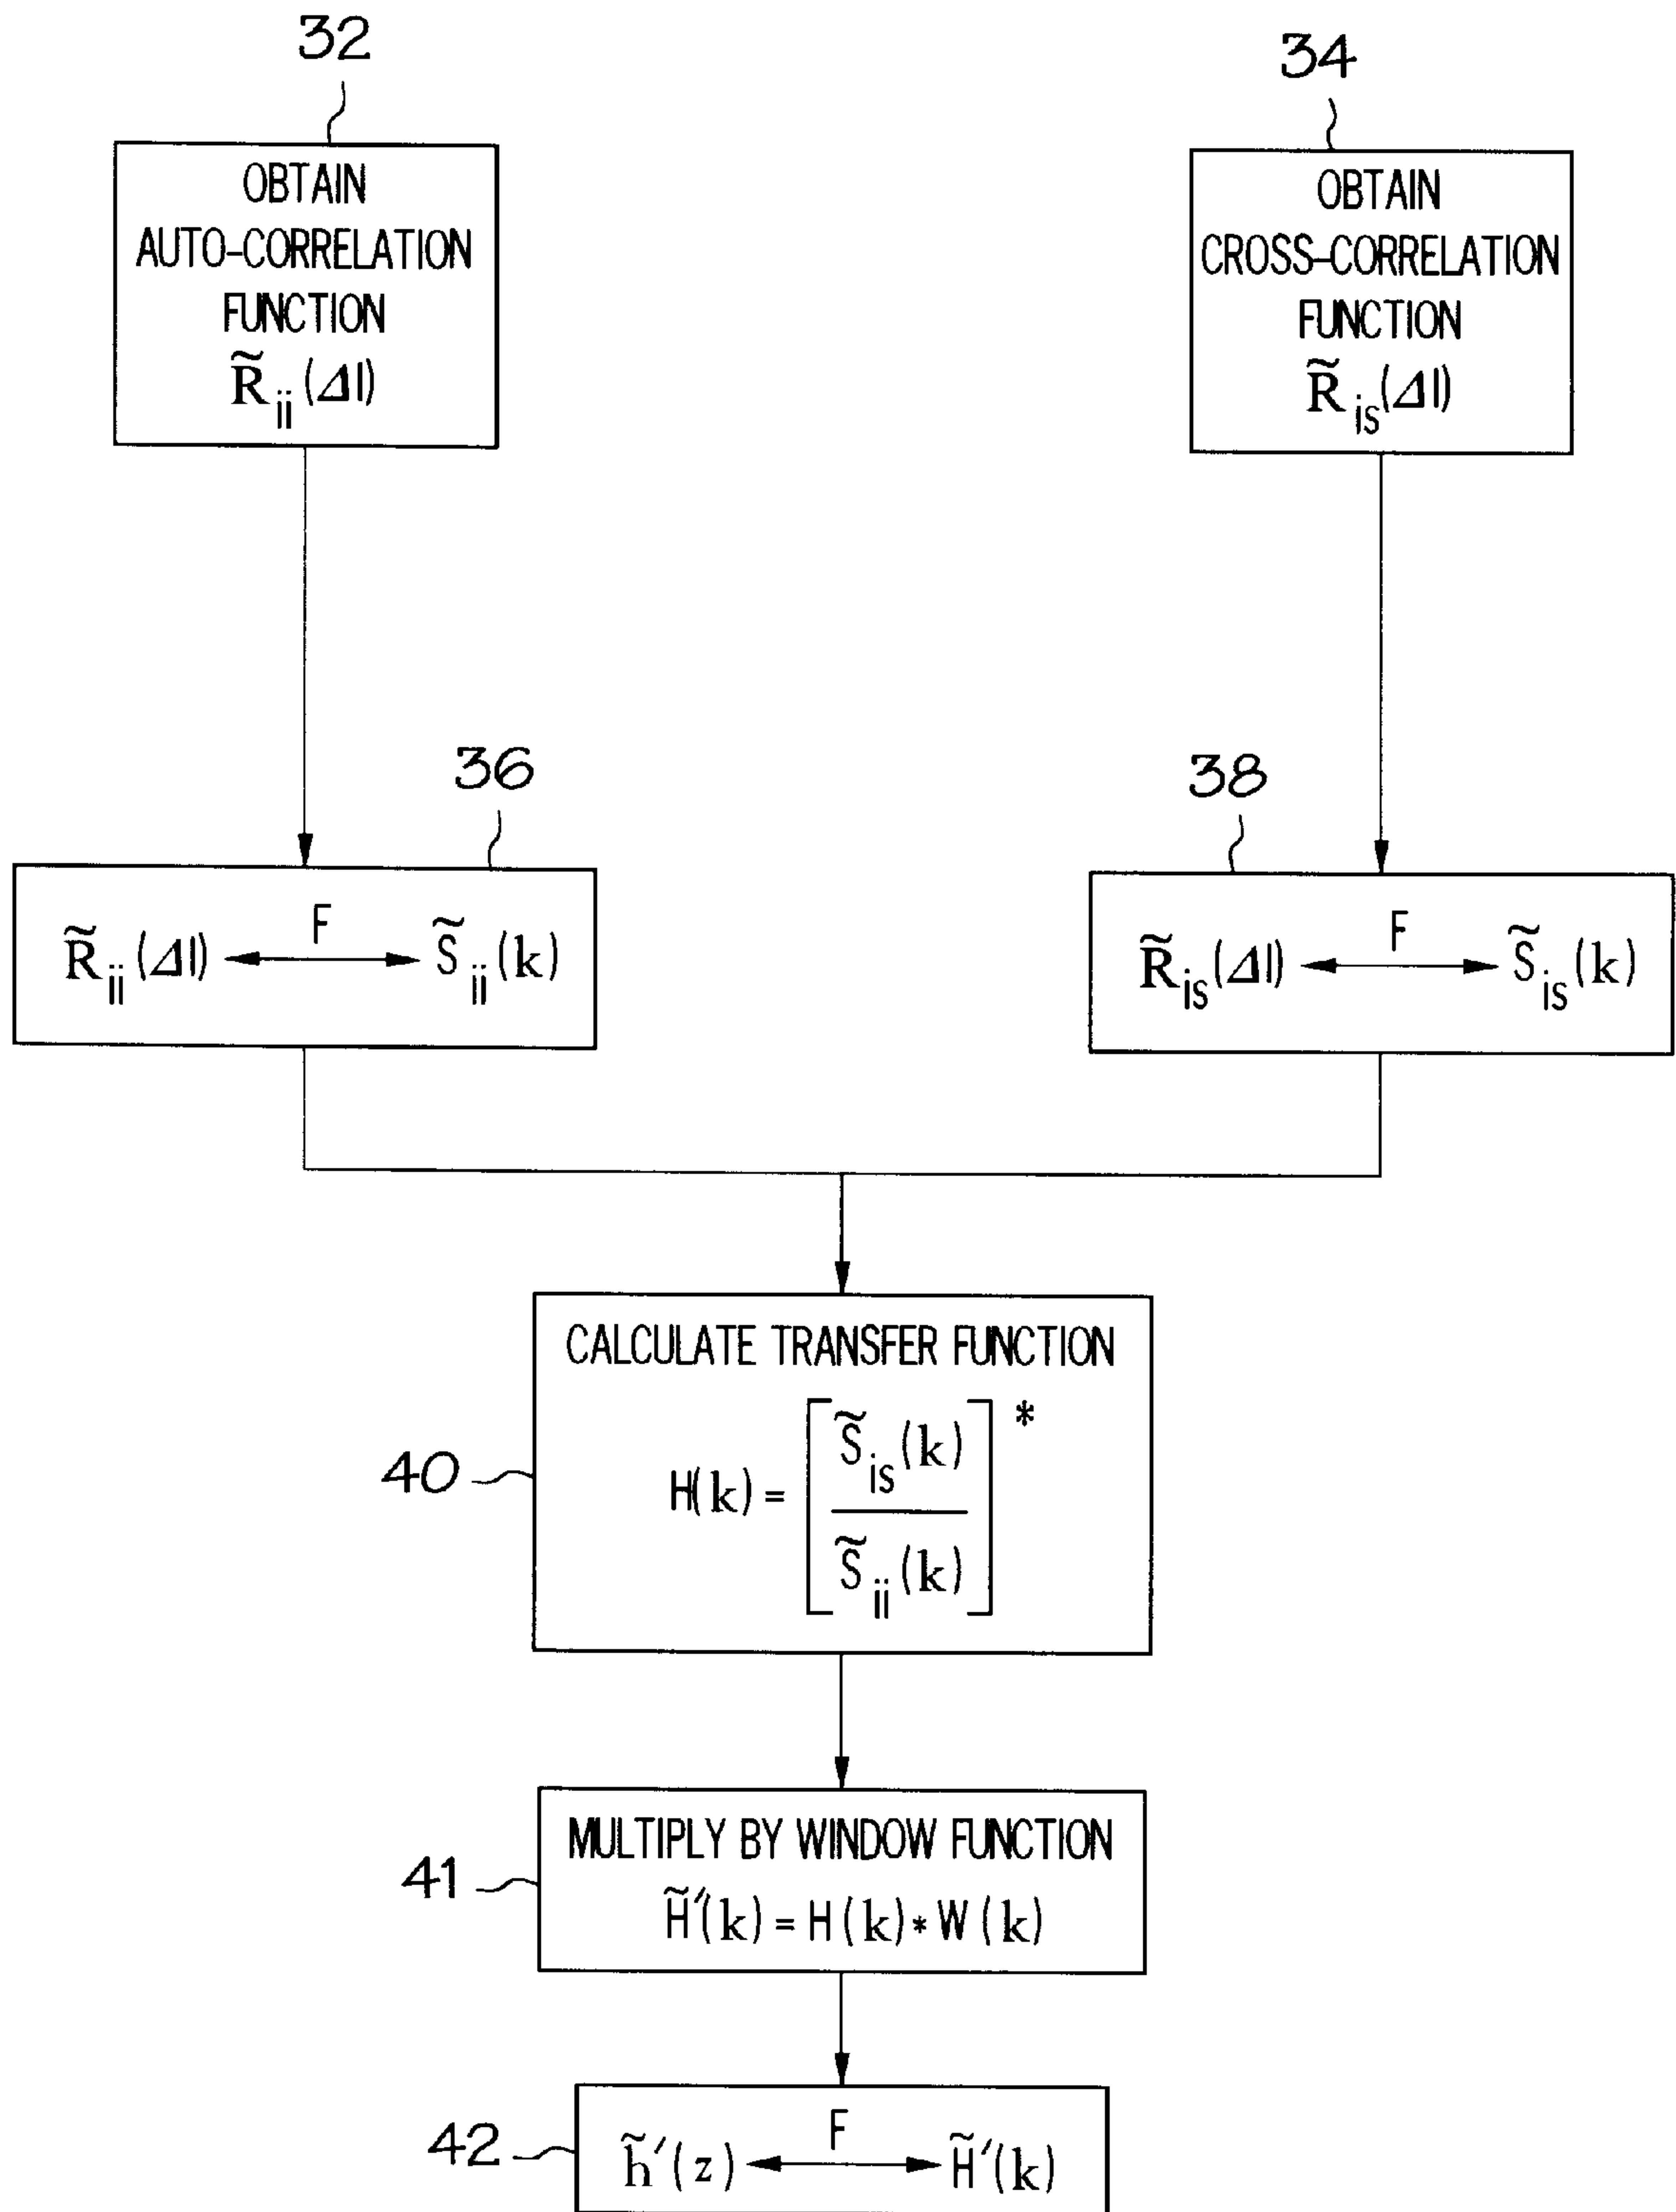 32
OBTAIN
AUTO-CORRELATION
FUNCTION
R̃ii(Δl)
34
OBTAIN
CROSS-CORRELATION
FUNCTION
R̃is(Δl)
36
F
R̃ii(Δl) ⟷ S̃ii(k)
38
F
R̃is(Δl) ⟷ S̃is(k)
40
CALCULATE TRANSFER FUNCTION
H(k) = [S̃is(k) / S̃ii(k)]*
41
MULTIPLY BY WINDOW FUNCTION
H̃′(k) = H(k) * W(k)
42
F
h̃′(z) ⟷ H̃′(k)